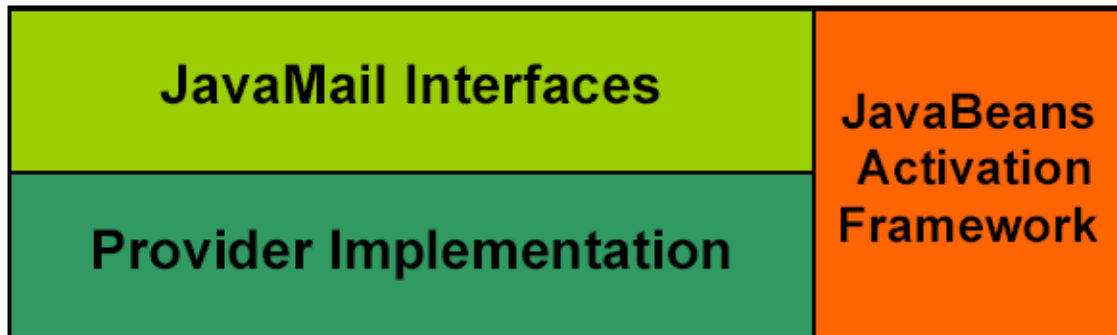 JavaMail Interfaces
Provider Implementation
JavaBeans
Activation
Framework